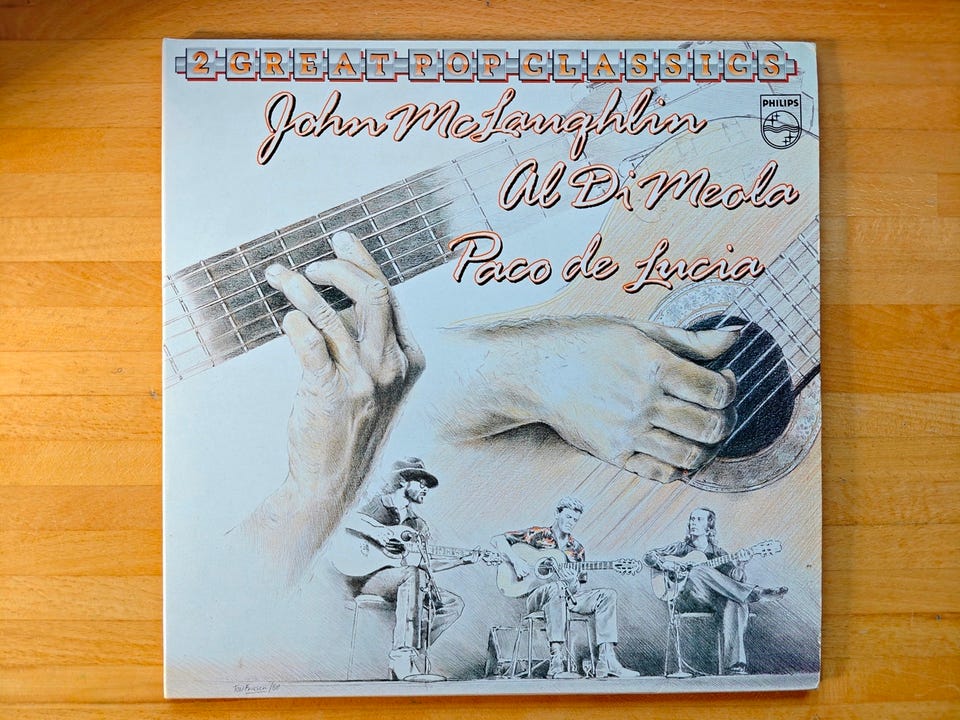 2 GREAT POP CLASSICS
John McLaughlin
PHILIPS
Al Di Meola
Paco de Lucia